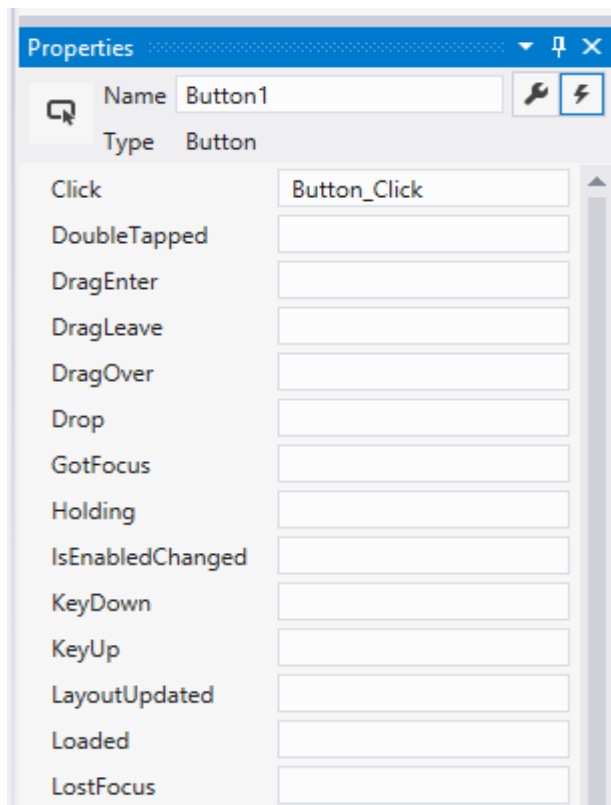 Properties
Name Button1
Type Button
Click Button_Click
DoubleTapped
DragEnter
DragLeave
DragOver
Drop
GotFocus
Holding
IsEnabledChanged
KeyDown
KeyUp
LayoutUpdated
Loaded
LostFocus